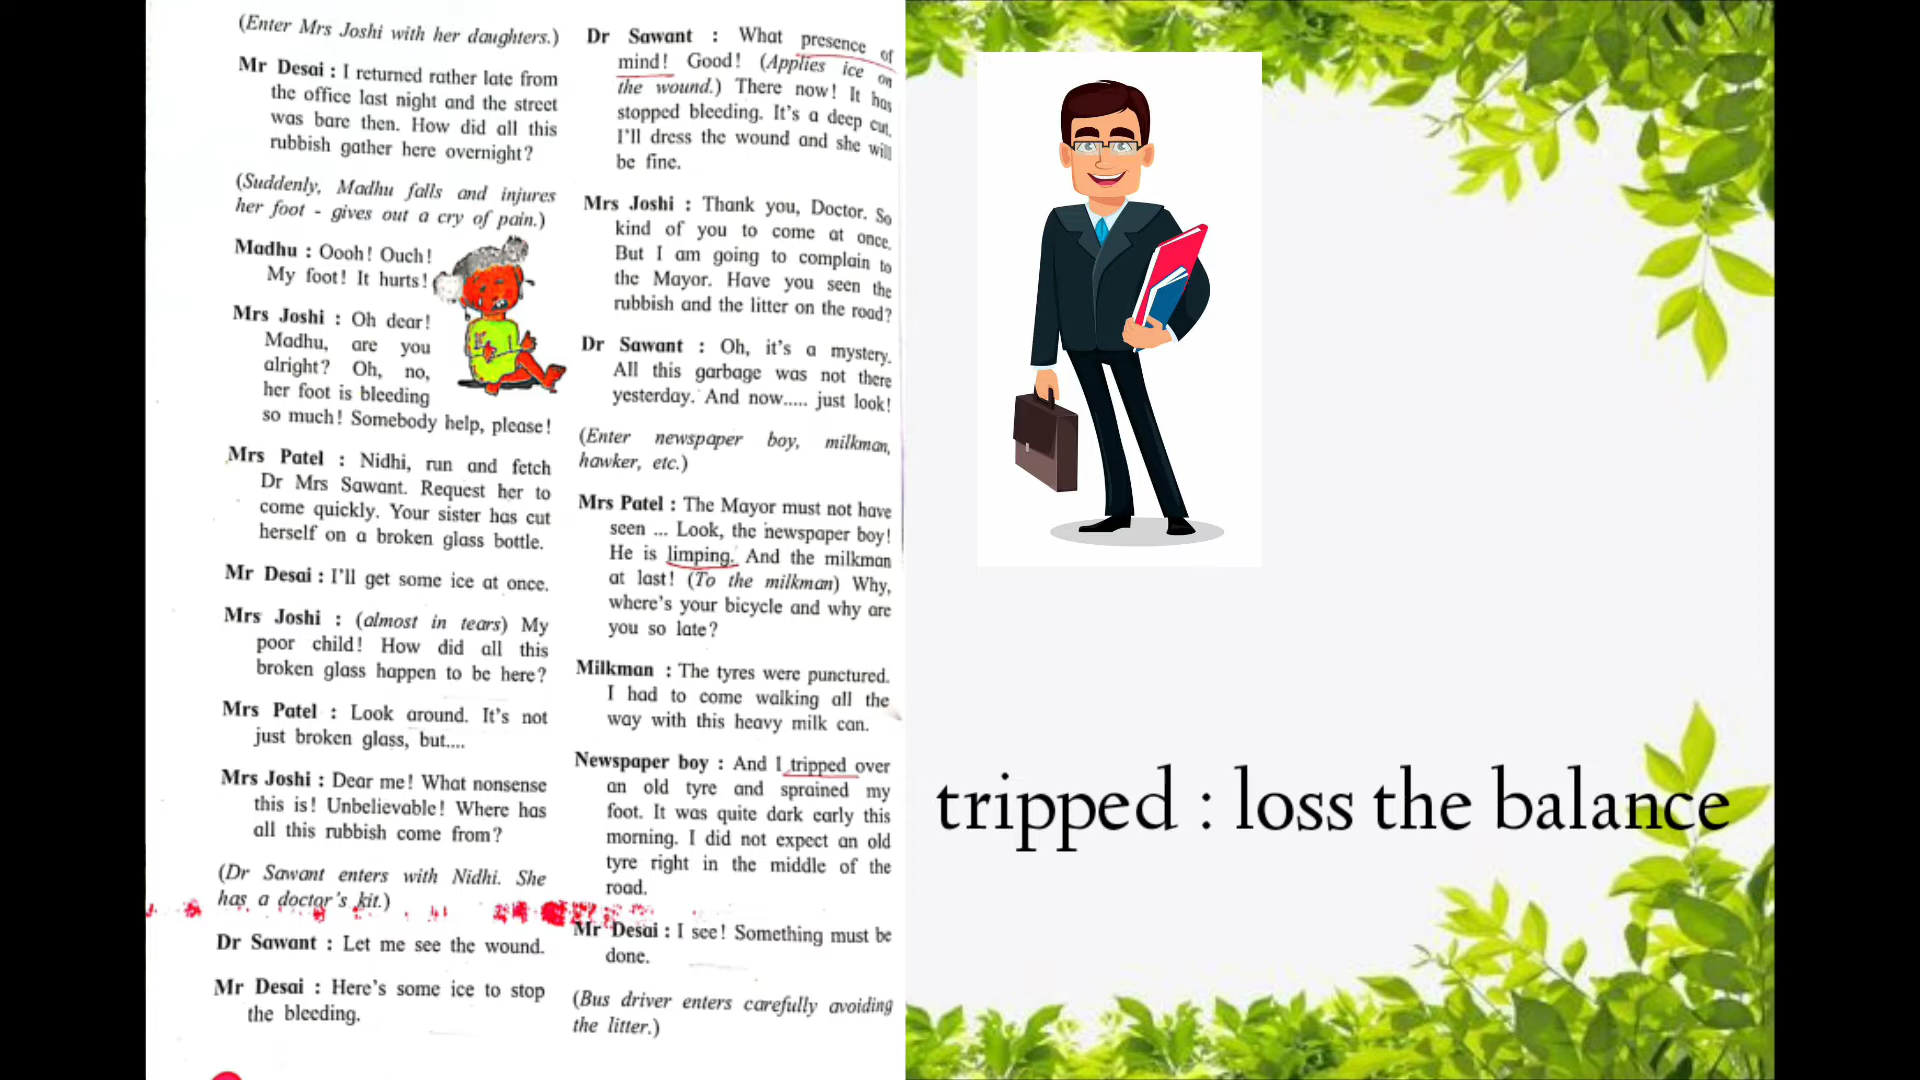 (Enter Mrs Joshi with her daughters.)
Mr Desai : I returned rather late from
the office last night and the street
was bare then. How did all this
rubbish gather here overnight?
(Suddenly, Madhu falls and injures
her foot - gives out a cry of pain.)
Madhu : Oooh! Ouch!
My foot! It hurts!
Mrs Joshi : Oh dear!
Madhu, are you
alright? Oh, no,
her foot is bleeding
so much! Somebody help, please!
Mrs Patel : Nidhi, run and fetch
Dr Mrs Sawant. Request her to
come quickly. Your sister has cut
herself on a broken glass bottle.
Mr Desai : I'll get some ice at once.
Mrs Joshi : (almost in tears) My
poor child! How did all this
broken glass happen to be here?
Mrs Patel : Look around. It's not
just broken glass, but....
Mrs Joshi : Dear me! What nonsense
this is! Unbelievable! Where has
all this rubbish come from?
(Dr Sawant enters with Nidhi. She
has a doctor's kit.)
Dr Sawant : Let me see the wound.
Mr Desai : Here's some ice to stop
the bleeding.
Dr Sawant : What presence of
mind! Good! (Applies ice on
the wound.) There now! It has
stopped bleeding. It's a deep cut.
I'll dress the wound and she will
be fine.
Mrs Joshi : Thank you, Doctor. So
kind of you to come at once.
But I am going to complain to
the Mayor. Have you seen the
rubbish and the litter on the road?
Dr Sawant : Oh, it's a mystery.
All this garbage was not there
yesterday. And now..... just look!
(Enter newspaper boy, milkman,
hawker, etc.)
Mrs Patel : The Mayor must not have
seen ... Look, the newspaper boy!
He is limping. And the milkman
at last! (To the milkman) Why,
where's your bicycle and why are
you so late?
Milkman : The tyres were punctured.
I had to come walking all the
way with this heavy milk can.
Newspaper boy : And I tripped over
an old tyre and sprained my
foot. It was quite dark early this
morning. I did not expect an old
tyre right in the middle of the
road.
Mr Desai : I see! Something must be
done.
(Bus driver enters carefully avoiding
the litter.)
tripped : loss the balance